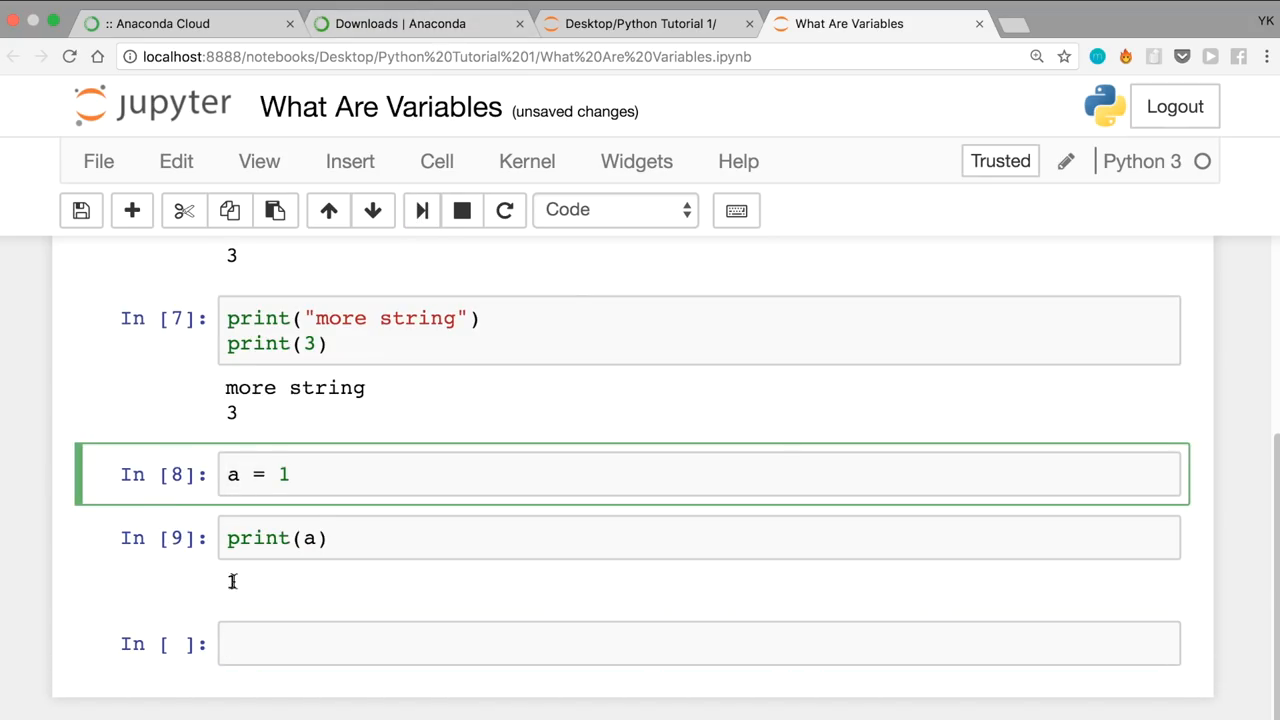 :: Anaconda Cloud
Downloads | Anaconda
Desktop/Python Tutorial 1/
What Are Variables
YK
localhost:8888/notebooks/Desktop/Python%20Tutorial%201/What%20Are%20Variables.ipynb
jupyter What Are Variables (unsaved changes)
Logout
File Edit View Insert Cell Kernel Widgets Help
Trusted
Python 3
Code
3
In [7]: print("more string")
print(3)
more string
3
In [8]: a = 1
In [9]: print(a)
1
In [ ]: